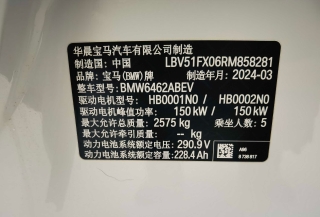 华晨宝马汽车有限公司制造
制造国：中国 LBV51FX06RM858281
品牌：宝马(BMW)牌 制造年月：2024-03
整车型号：BMW6462ABEV
驱动电机型号：HB0001N0 / HB0002N0
驱动电机峰值功率：150 kW / 150 kW
最大允许总质量：2575 kg 乘坐人数：5
最大允许牵引质量：-- kg
动力电池系统额定电压：290.9 V
动力电池系统额定容量：228.4 Ah